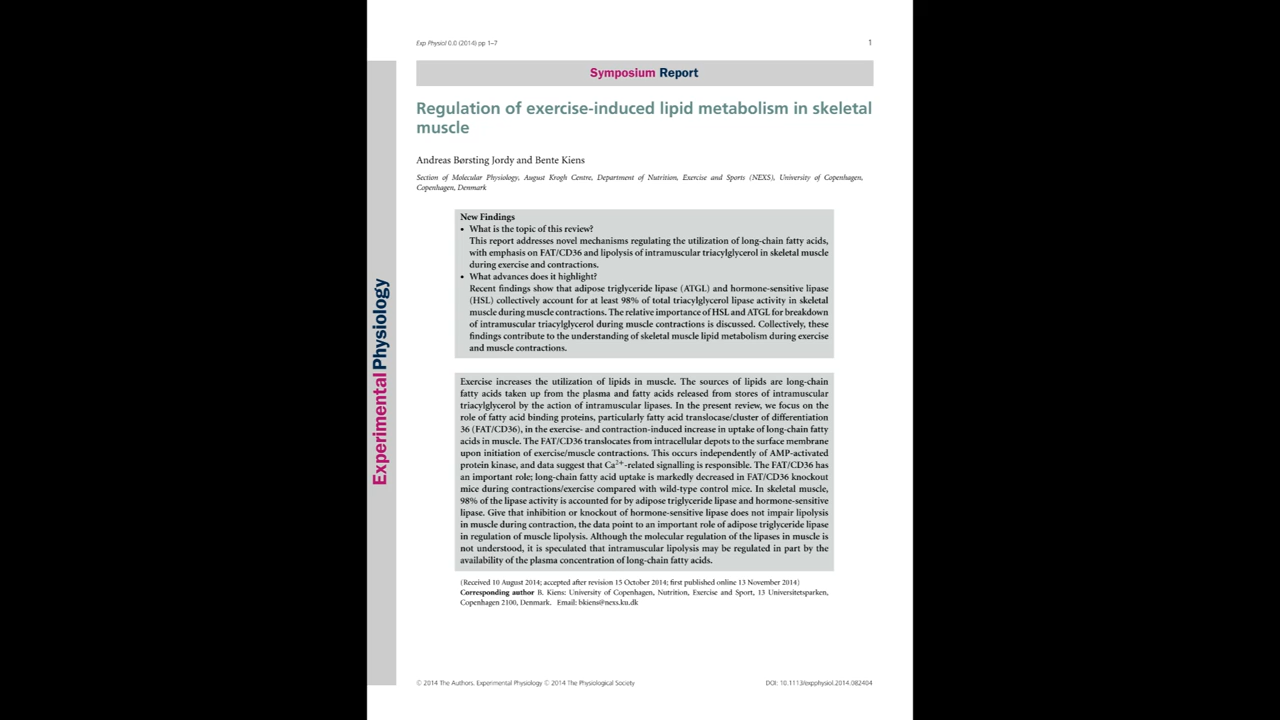 Exp Physiol 0.0 (2014) pp 1–7
1
Symposium Report
Regulation of exercise-induced lipid metabolism in skeletal
muscle
Andreas Børsting Jordy and Bente Kiens
Section of Molecular Physiology, August Krogh Centre, Department of Nutrition, Exercise and Sports (NEXS), University of Copenhagen,
Copenhagen, Denmark
New Findings
• What is the topic of this review?
This report addresses novel mechanisms regulating the utilization of long-chain fatty acids,
with emphasis on FAT/CD36 and lipolysis of intramuscular triacylglycerol in skeletal muscle
during exercise and contractions.
• What advances does it highlight?
Recent findings show that adipose triglyceride lipase (ATGL) and hormone-sensitive lipase
(HSL) collectively account for at least 98% of total triacylglycerol lipase activity in skeletal
muscle during muscle contractions. The relative importance of HSL and ATGL for breakdown
of intramuscular triacylglycerol during muscle contractions is discussed. Collectively, these
findings contribute to the understanding of skeletal muscle lipid metabolism during exercise
and muscle contractions.
Exercise increases the utilization of lipids in muscle. The sources of lipids are long-chain
fatty acids taken up from the plasma and fatty acids released from stores of intramuscular
triacylglycerol by the action of intramuscular lipases. In the present review, we focus on the
role of fatty acid binding proteins, particularly fatty acid translocase/cluster of differentiation
36 (FAT/CD36), in the exercise- and contraction-induced increase in uptake of long-chain fatty
acids in muscle. The FAT/CD36 translocates from intracellular depots to the surface membrane
upon initiation of exercise/muscle contractions. This occurs independently of AMP-activated
protein kinase, and data suggest that Ca²⁺-related signalling is responsible. The FAT/CD36 has
an important role; long-chain fatty acid uptake is markedly decreased in FAT/CD36 knockout
mice during contractions/exercise compared with wild-type control mice. In skeletal muscle,
98% of the lipase activity is accounted for by adipose triglyceride lipase and hormone-sensitive
lipase. Give that inhibition or knockout of hormone-sensitive lipase does not impair lipolysis
in muscle during contraction, the data point to an important role of adipose triglyceride lipase
in regulation of muscle lipolysis. Although the molecular regulation of the lipases in muscle is
not understood, it is speculated that intramuscular lipolysis may be regulated in part by the
availability of the plasma concentration of long-chain fatty acids.
(Received 10 August 2014; accepted after revision 15 October 2014; first published online 13 November 2014)
Corresponding author B. Kiens: University of Copenhagen, Nutrition, Exercise and Sport, 13 Universitetsparken,
Copenhagen 2100, Denmark. Email: bkiens@nexs.ku.dk
Experimental Physiology
© 2014 The Authors. Experimental Physiology © 2014 The Physiological Society
DOI: 10.1113/expphysiol.2014.082404